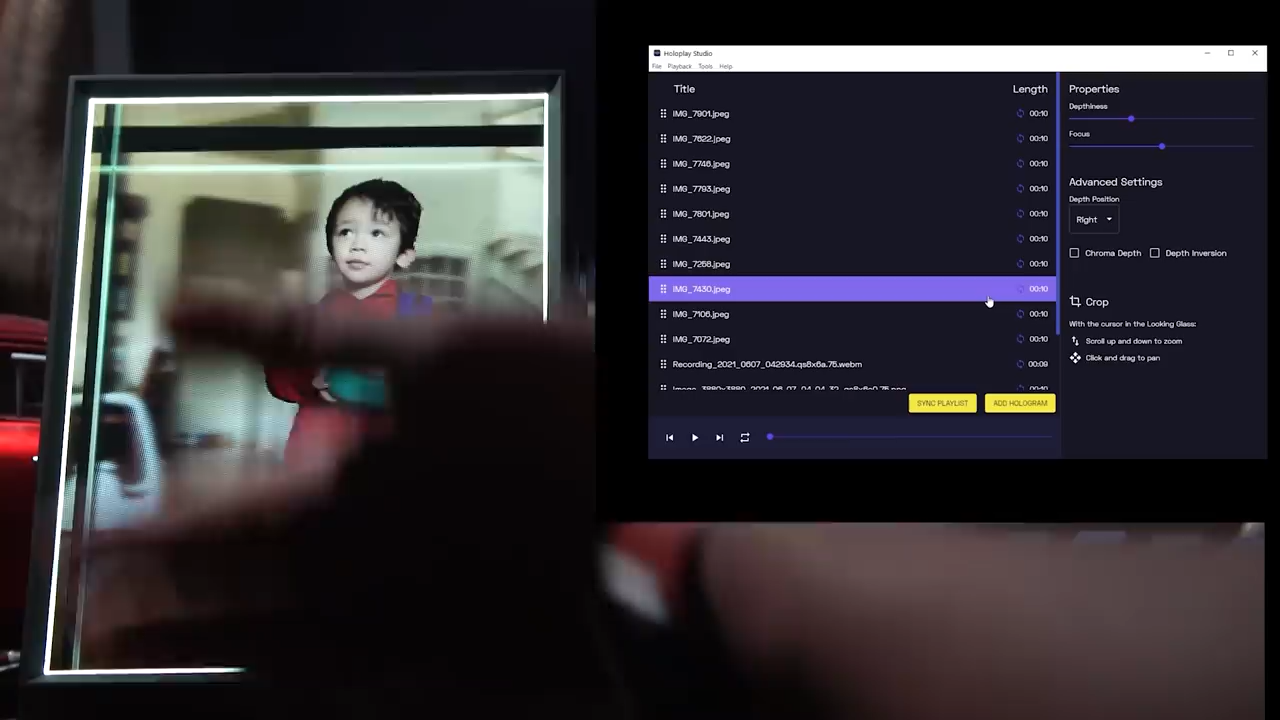 Holoplay Studio
File Playback Tools Help
Title Length
IMG_7901.jpeg 00:10
IMG_7622.jpeg 00:10
IMG_7746.jpeg 00:10
IMG_7793.jpeg 00:10
IMG_7801.jpeg 00:10
IMG_7443.jpeg 00:10
IMG_7258.jpeg 00:10
IMG_7430.jpeg 00:10
IMG_7106.jpeg 00:10
IMG_7072.jpeg 00:10
Recording_2021_0607_042934.qs8x6a.75.webm 00:09
SYNC PLAYLIST ADD HOLOGRAM
Properties
Depthiness
Focus
Advanced Settings
Depth Position
Right
Chroma Depth Depth Inversion
Crop
With the cursor in the Looking Glass:
Scroll up and down to zoom
Click and drag to pan